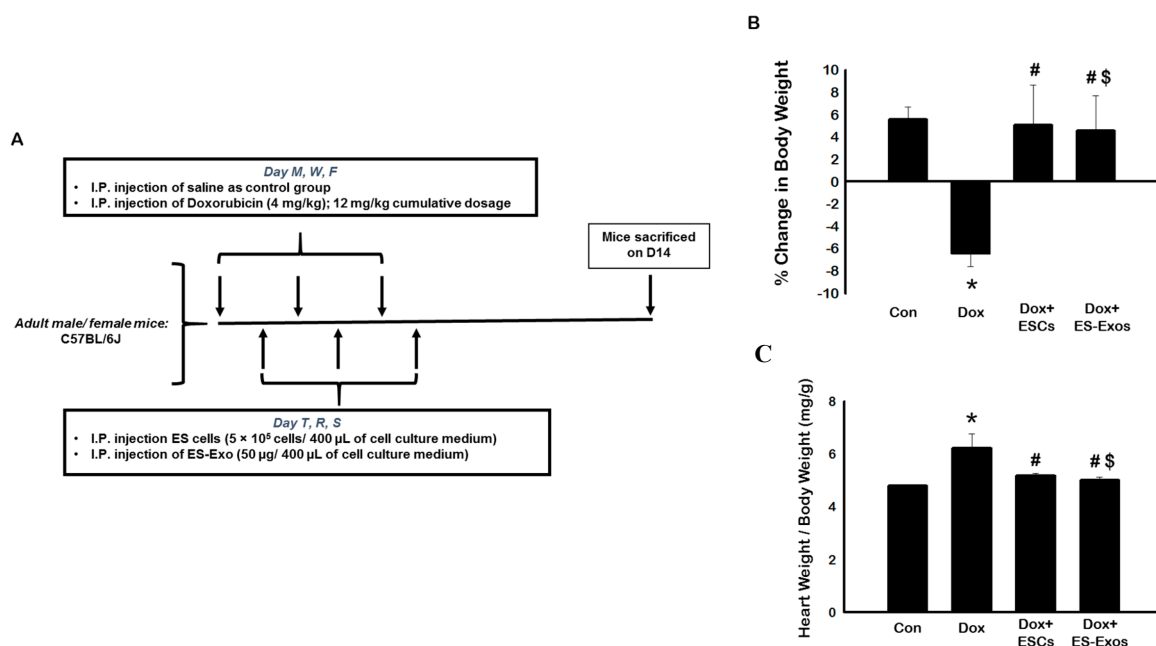 A
Day M, W, F
• I.P. injection of saline as control group
• I.P. injection of Doxorubicin (4 mg/kg); 12 mg/kg cumulative dosage
Mice sacrificed
on D14
Adult male/ female mice:
C57BL/6J
Day T, R, S
• I.P. injection ES cells (5 × 10⁵ cells/ 400 µL of cell culture medium)
• I.P. injection of ES-Exo (50 µg/ 400 µL of cell culture medium)
B
% Change in Body Weight
10
8
6
4
2
0
-2
-4
-6
-8
-10
#
# $
*
Con
Dox
Dox+
ESCs
Dox+
ES-Exos
C
Heart Weight / Body Weight (mg/g)
8
6
4
2
0
*
#
# $
Con
Dox
Dox+
ESCs
Dox+
ES-Exos